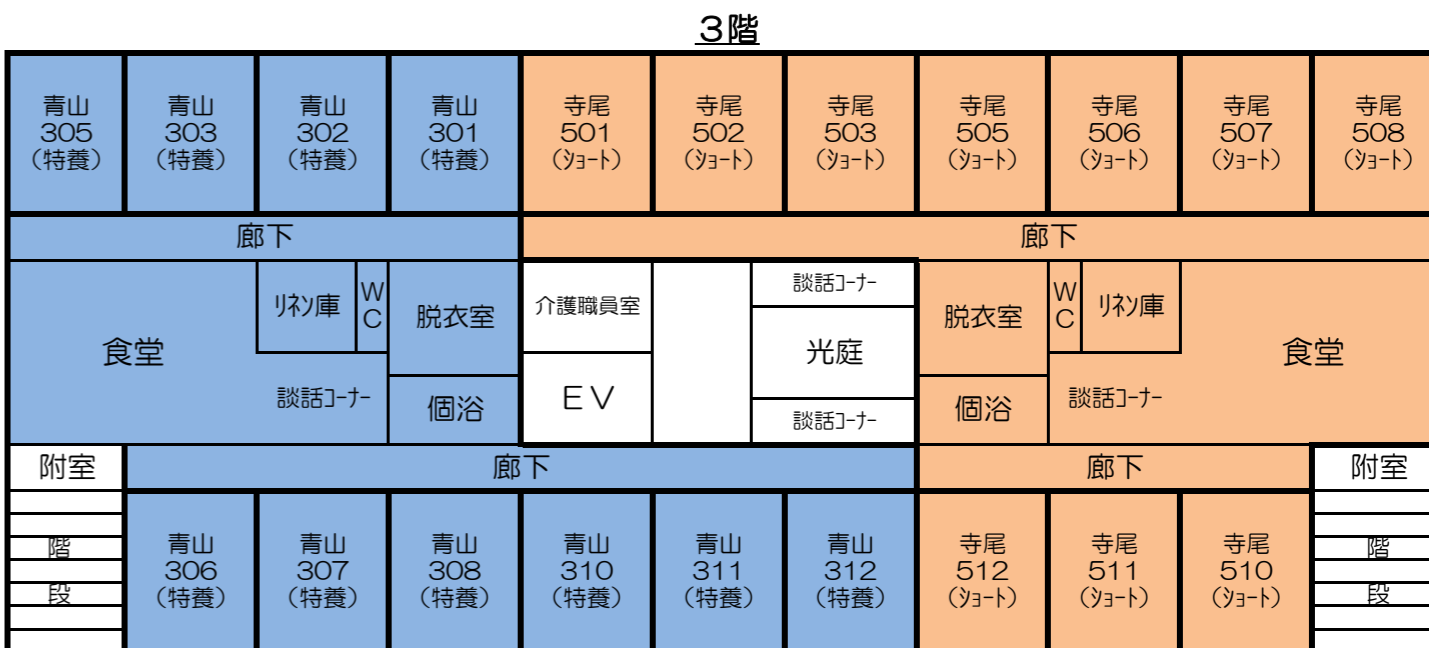 3階
青山
305
(特養)
青山
303
(特養)
青山
302
(特養)
青山
301
(特養)
寺尾
501
(ｼｮｰﾄ)
寺尾
502
(ｼｮｰﾄ)
寺尾
503
(ｼｮｰﾄ)
寺尾
505
(ｼｮｰﾄ)
寺尾
506
(ｼｮｰﾄ)
寺尾
507
(ｼｮｰﾄ)
寺尾
508
(ｼｮｰﾄ)
廊下
廊下
食堂
ﾘﾈﾝ庫
W
C
脱衣室
談話ｺｰﾅｰ
個浴
介護職員室
EV
談話ｺｰﾅｰ
光庭
談話ｺｰﾅｰ
脱衣室
個浴
W
C
ﾘﾈﾝ庫
談話ｺｰﾅｰ
食堂
附室
廊下
廊下
附室
階
段
青山
306
(特養)
青山
307
(特養)
青山
308
(特養)
青山
310
(特養)
青山
311
(特養)
青山
312
(特養)
寺尾
512
(ｼｮｰﾄ)
寺尾
511
(ｼｮｰﾄ)
寺尾
510
(ｼｮｰﾄ)
階
段